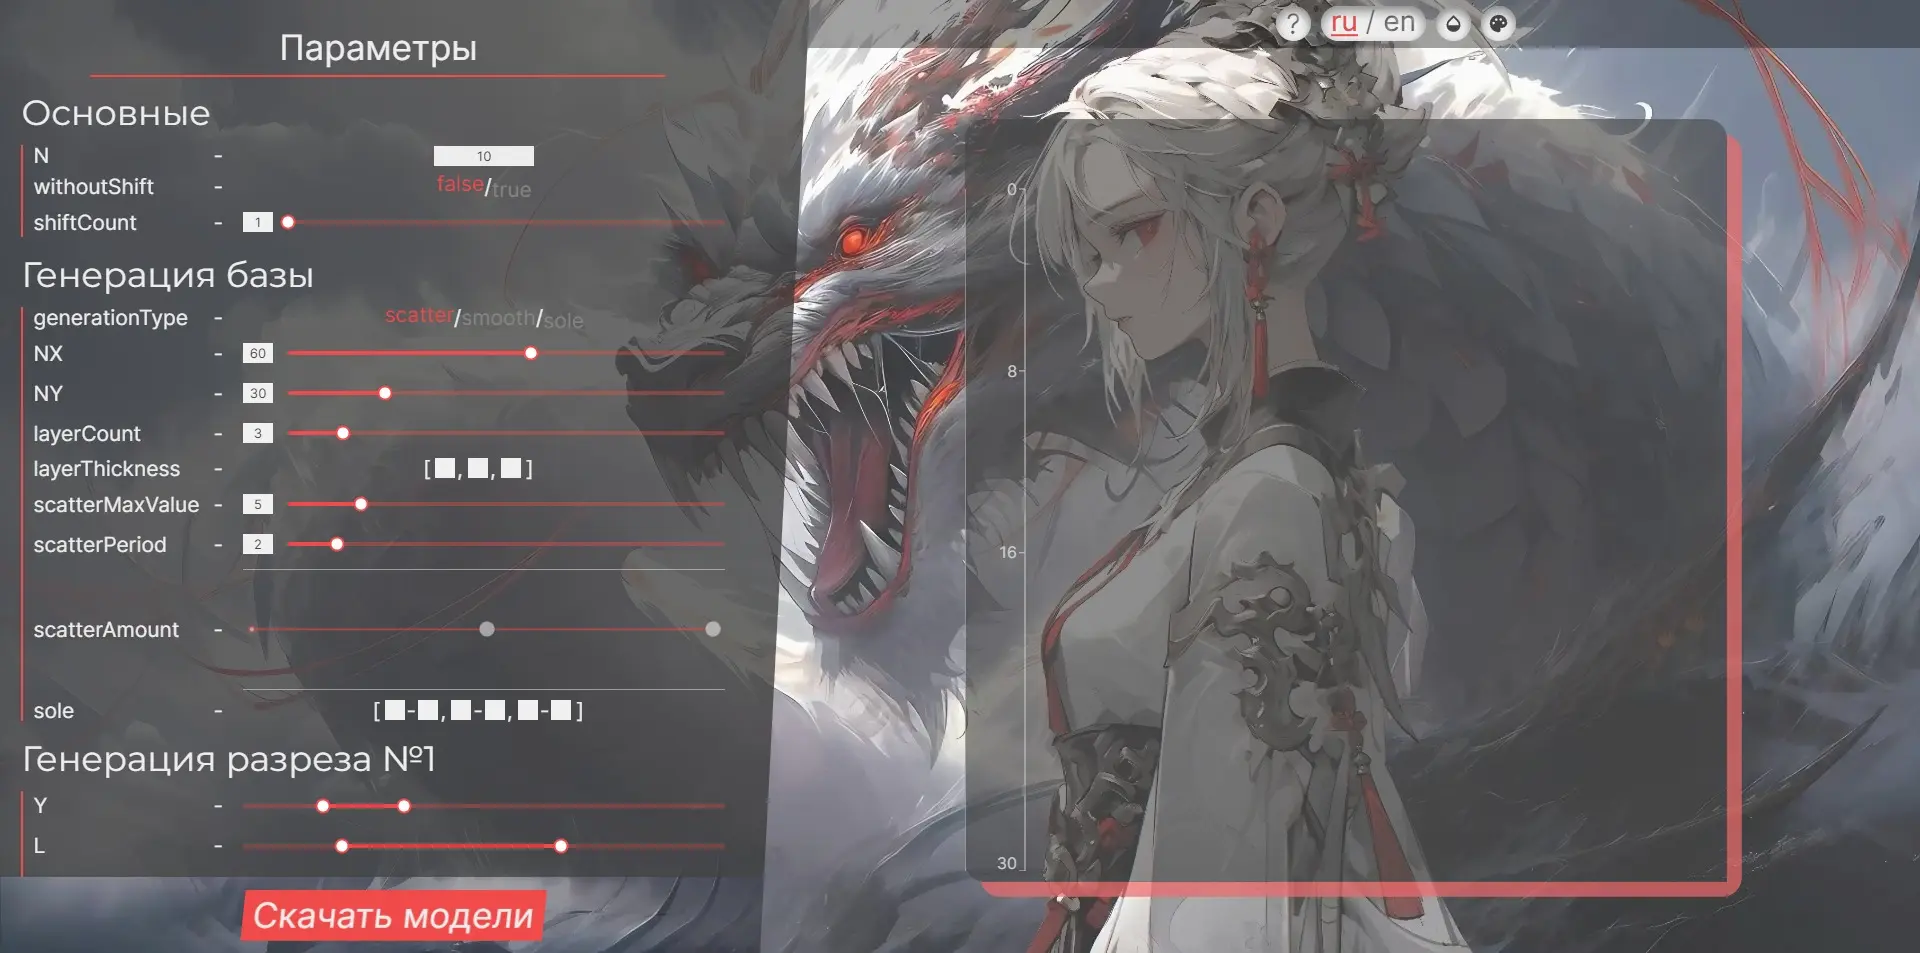 Параметры
? ru / en
Основные
N - 10
withoutShift - false/true
shiftCount - 1
Генерация базы
generationType - scatter/smooth/sole
NX - 60
NY - 30
layerCount - 3
layerThickness - [ , , ]
scatterMaxValue - 5
scatterPeriod - 2
scatterAmount -
sole - [ - , - , - ]
Генерация разреза №1
Y -
L -
Скачать модели
0
8
16
30